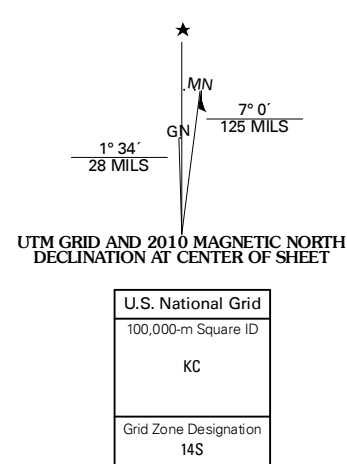 MN
7° 0´
125 MILS
GN
1° 34´
28 MILS
UTM GRID AND 2010 MAGNETIC NORTH
DECLINATION AT CENTER OF SHEET
U.S. National Grid
100,000-m Square ID
KC
Grid Zone Designation
14S